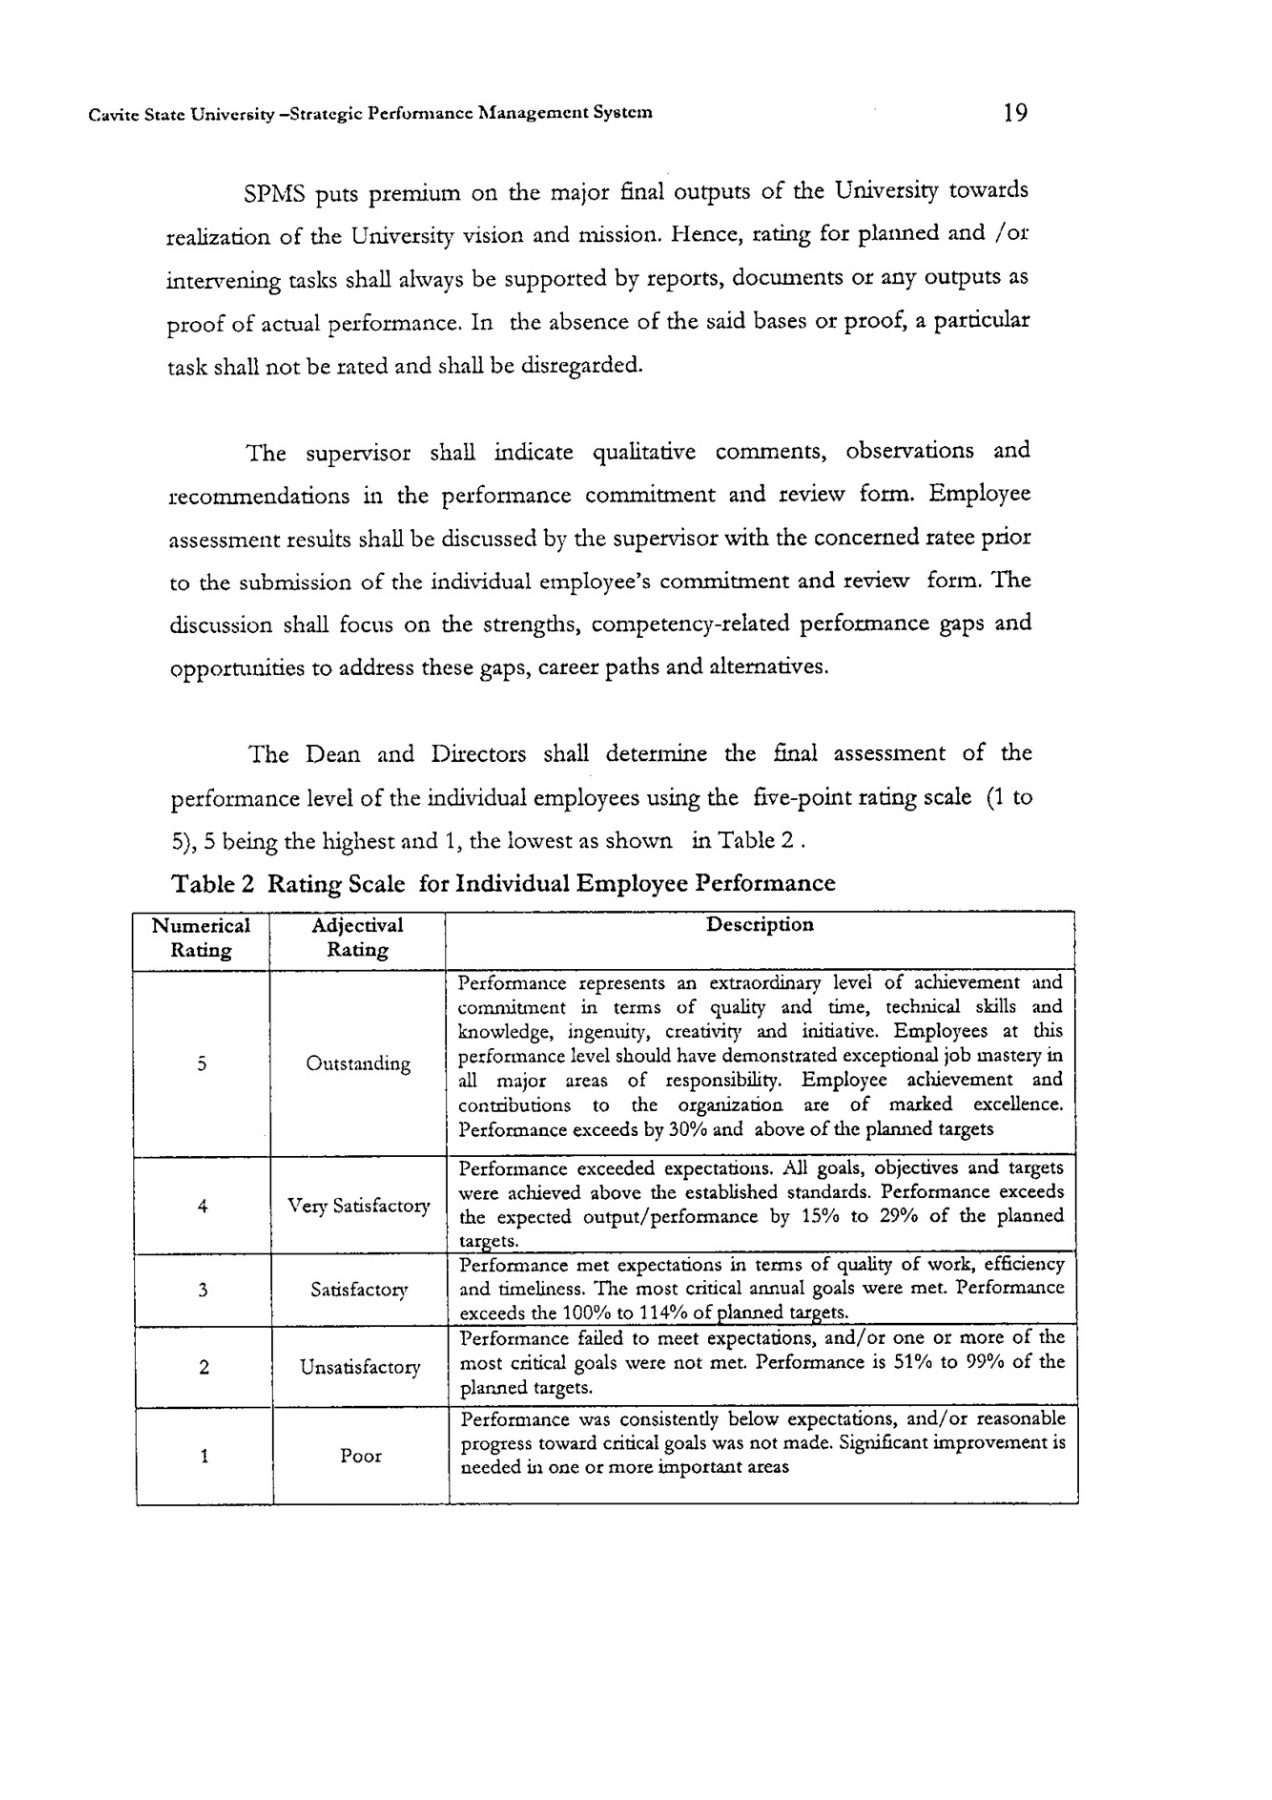 Cavite State University –Strategic Performance Management System 19
SPMS puts premium on the major final outputs of the University towards
realization of the University vision and mission. Hence, rating for planned and /or
intervening tasks shall always be supported by reports, documents or any outputs as
proof of actual performance. In the absence of the said bases or proof, a particular
task shall not be rated and shall be disregarded.
The supervisor shall indicate qualitative comments, observations and
recommendations in the performance commitment and review form. Employee
assessment results shall be discussed by the supervisor with the concerned ratee prior
to the submission of the individual employee's commitment and review form. The
discussion shall focus on the strengths, competency-related performance gaps and
opportunities to address these gaps, career paths and alternatives.
The Dean and Directors shall determine the final assessment of the
performance level of the individual employees using the five-point rating scale (1 to
5), 5 being the highest and 1, the lowest as shown in Table 2 .
Table 2 Rating Scale for Individual Employee Performance
Numerical
Rating
Adjectival
Rating
Description
5
Outstanding
Performance represents an extraordinary level of achievement and
commitment in terms of quality and time, technical skills and
knowledge, ingenuity, creativity and initiative. Employees at this
performance level should have demonstrated exceptional job mastery in
all major areas of responsibility. Employee achievement and
contributions to the organization are of marked excellence.
Performance exceeds by 30% and above of the planned targets
4
Very Satisfactory
Performance exceeded expectations. All goals, objectives and targets
were achieved above the established standards. Performance exceeds
the expected output/performance by 15% to 29% of the planned
targets.
3
Satisfactory
Performance met expectations in terms of quality of work, efficiency
and timeliness. The most critical annual goals were met. Performance
exceeds the 100% to 114% of planned targets.
2
Unsatisfactory
Performance failed to meet expectations, and/or one or more of the
most critical goals were not met. Performance is 51% to 99% of the
planned targets.
1
Poor
Performance was consistently below expectations, and/or reasonable
progress toward critical goals was not made. Significant improvement is
needed in one or more important areas